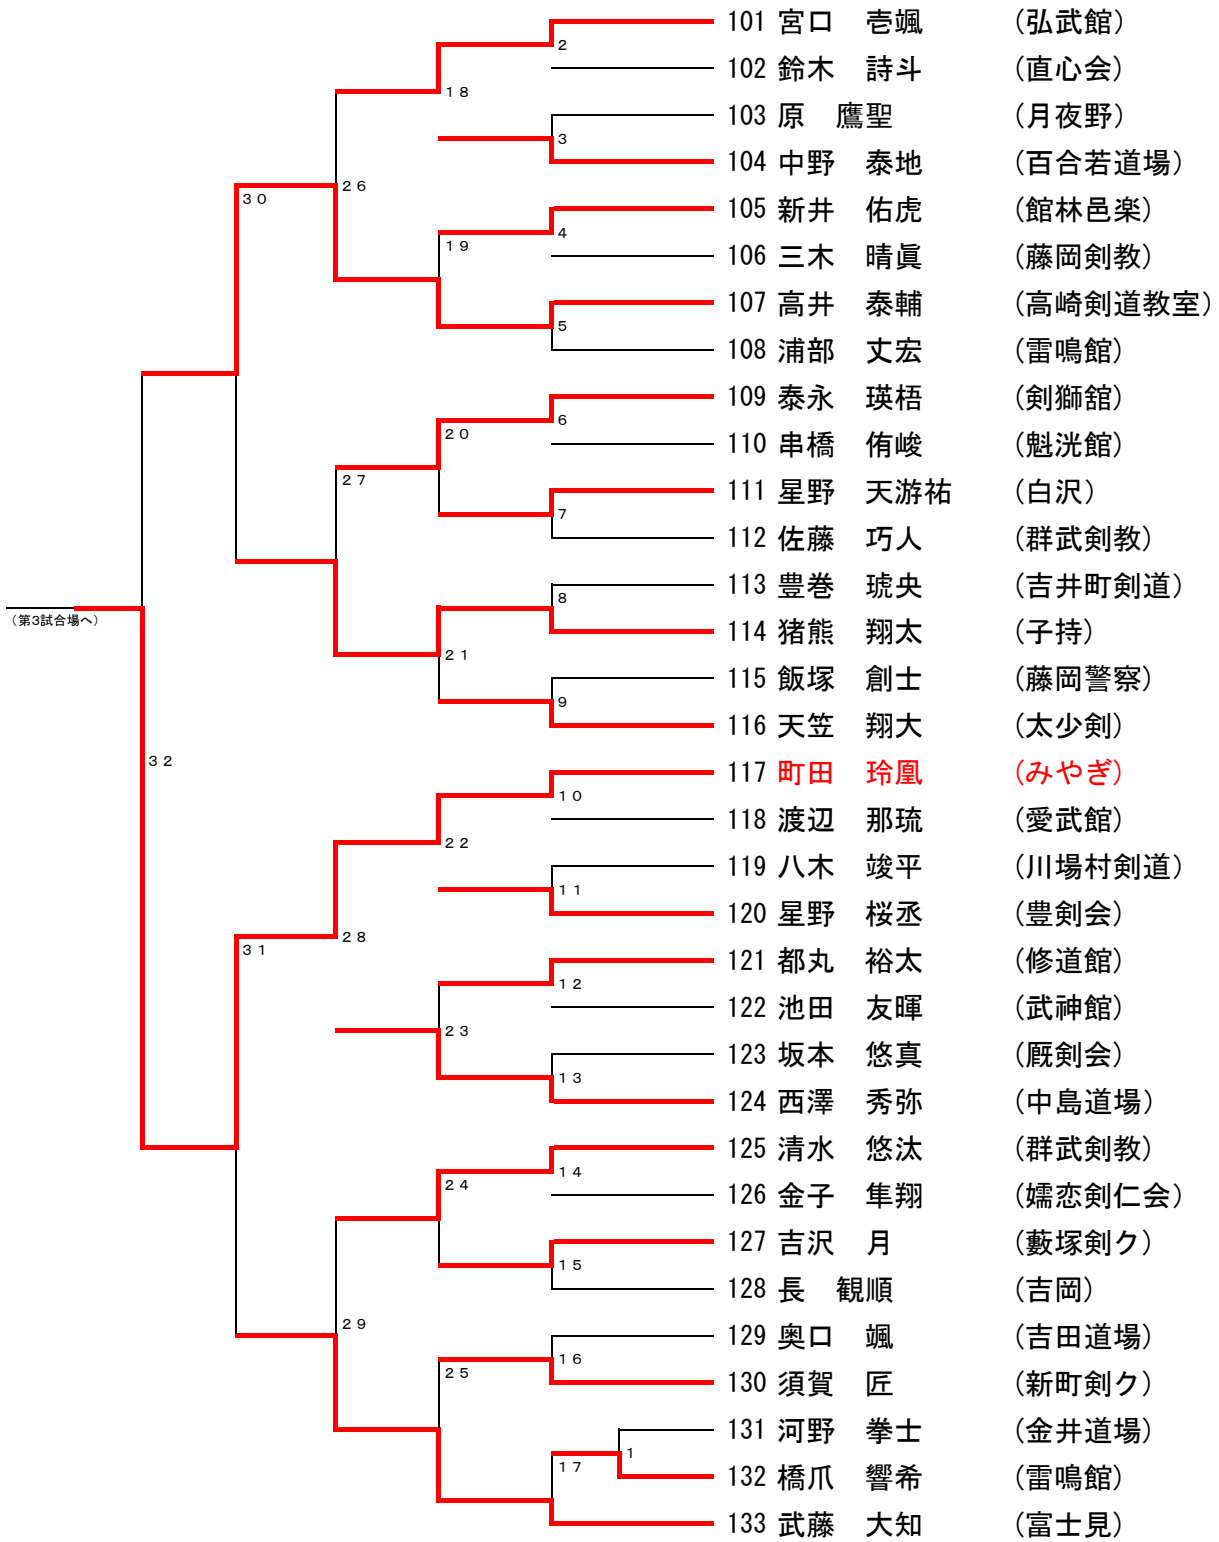 101 宮口　壱颯 (弘武館)
2
102 鈴木　詩斗 (直心会)
18
103 原　鷹聖 (月夜野)
3
104 中野　泰地 (百合若道場)
26
30
105 新井　佑虎 (館林邑楽)
4
19
106 三木　晴眞 (藤岡剣教)
107 高井　泰輔 (高崎剣道教室)
5
108 浦部　丈宏 (雷鳴館)
109 泰永　瑛梧 (剣獅舘)
6
20
110 串橋　侑峻 (魁洸館)
27
111 星野　天游祐 (白沢)
7
112 佐藤　巧人 (群武剣教)
113 豊巻　琥央 (吉井町剣道)
8
(第3試合場へ)
114 猪熊　翔太 (子持)
21
115 飯塚　創士 (藤岡警察)
9
116 天笠　翔大 (太少剣)
32
117 町田　玲凰 (みやぎ)
10
118 渡辺　那琉 (愛武館)
22
119 八木　竣平 (川場村剣道)
11
120 星野　桜丞 (豊剣会)
28
31
121 都丸　裕太 (修道館)
12
122 池田　友暉 (武神館)
23
123 坂本　悠真 (厩剣会)
13
124 西澤　秀弥 (中島道場)
125 清水　悠汰 (群武剣教)
14
24
126 金子　隼翔 (嬬恋剣仁会)
127 吉沢　月 (藪塚剣ク)
15
128 長　観順 (吉岡)
29
129 奥口　颯 (吉田道場)
16
25
130 須賀　匠 (新町剣ク)
131 河野　拳士 (金井道場)
1
17
132 橋爪　響希 (雷鳴館)
133 武藤　大知 (富士見)